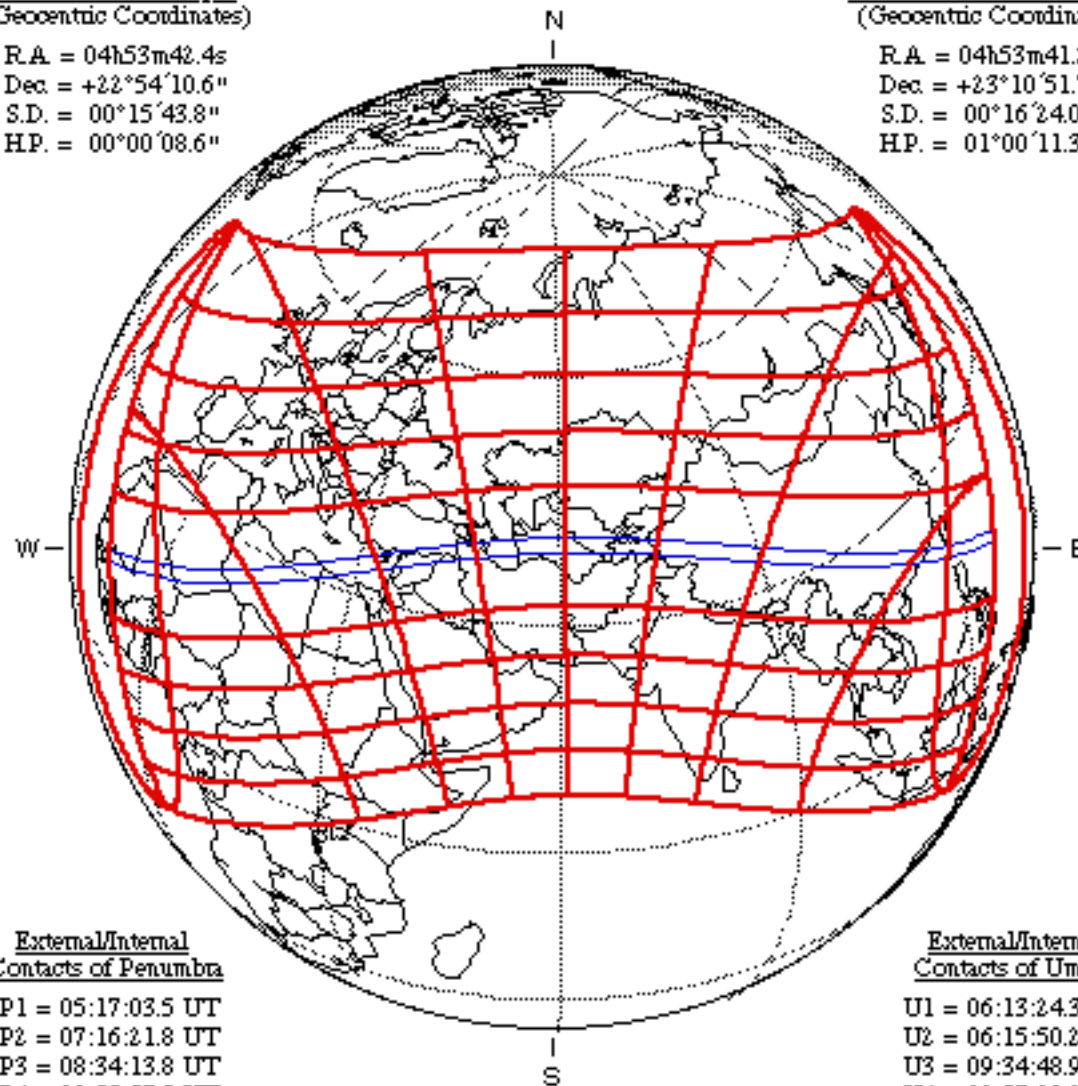 Geocentric Coordinates)
R.A. = 04h53m42.4s
Dec. = +22°54´10.6"
S.D. = 00°15´43.8"
H.P. = 00°00´08.6"
N
(Geocentric Coordin
R.A. = 04h53m41.
Dec. = +23°10´51.
S.D. = 00°16´24.0
H.P. = 01°00´11.3
W
E
External/Internal
Contacts of Penumbra
P1 = 05:17:03.5 UT
P2 = 07:16:21.8 UT
P3 = 08:34:13.8 UT
External/Intern
Contacts of Um
U1 = 06:13:24.3
U2 = 06:15:50.2
U3 = 09:34:48.9
S